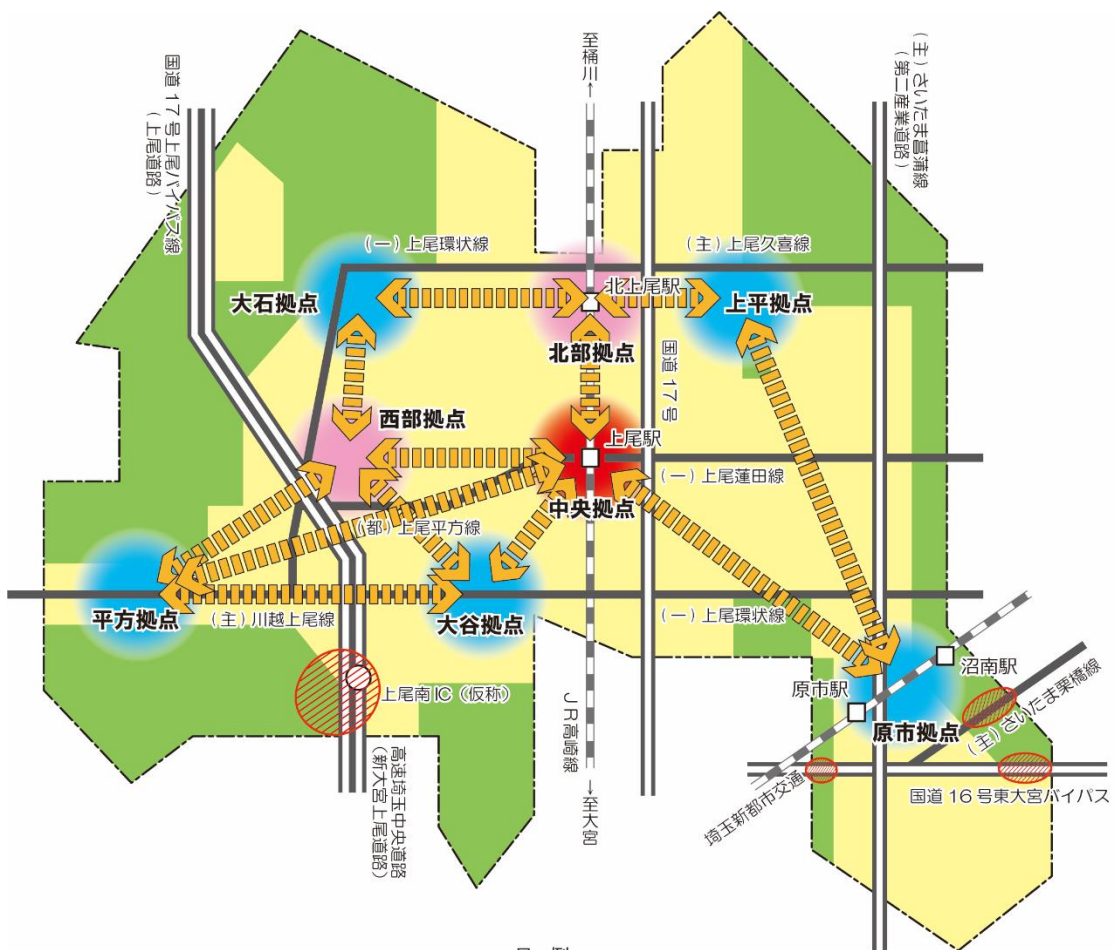 至桶川→
(主)さいたま菖蒲線
(第二産業道路)
国道17号上尾バイパス線
(上尾道路)
(一)上尾環状線
(主)上尾久喜線
大石拠点
北上尾駅
上平拠点
北部拠点
国道17号
西部拠点
上尾駅
(一)上尾蓮田線
中央拠点
(都)上尾平方線
平方拠点
(主)川越上尾線
大谷拠点
(一)上尾環状線
沼南駅
原市駅
上尾南IC(仮称)
原市拠点
(主)さいたま栗橋線
JR高崎線
高速埼玉中央道路
(新大宮上尾道路)
→至大宮
埼玉新都市交通
国道16号東大宮バイパス